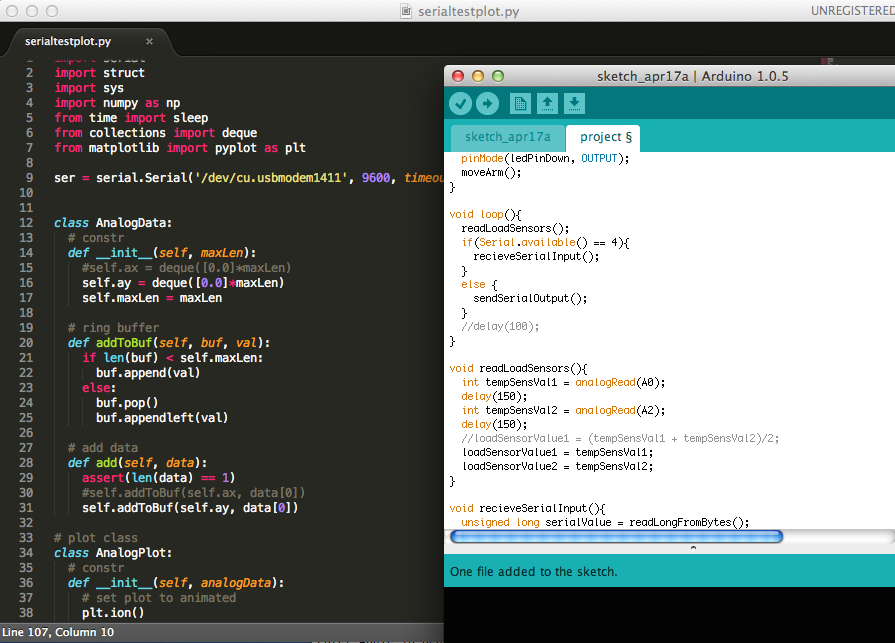 serialtestplot.py
UNREGISTERED
serialtestplot.py ×
1 import serial
2 import struct
3 import sys
4 import numpy as np
5 from time import sleep
6 from collections import deque
7 from matplotlib import pyplot as plt
8
9 ser = serial.Serial('/dev/cu.usbmodem1411', 9600, timeou
10
11
12 class AnalogData:
13 # constr
14 def __init__(self, maxLen):
15 #self.ax = deque([0.0]*maxLen)
16 self.ay = deque([0.0]*maxLen)
17 self.maxLen = maxLen
18
19 # ring buffer
20 def addToBuf(self, buf, val):
21 if len(buf) < self.maxLen:
22 buf.append(val)
23 else:
24 buf.pop()
25 buf.appendleft(val)
26
27 # add data
28 def add(self, data):
29 assert(len(data) == 1)
30 #self.addToBuf(self.ax, data[0])
31 self.addToBuf(self.ay, data[0])
32
33 # plot class
34 class AnalogPlot:
35 # constr
36 def __init__(self, analogData):
37 # set plot to animated
38 plt.ion()
Line 107, Column 10
sketch_apr17a | Arduino 1.0.5
sketch_apr17a project §
pinMode(ledPinDown, OUTPUT);
moveArm();
}
void loop(){
readLoadSensors();
if(Serial.available() == 4){
recieveSerialInput();
}
else {
sendSerialOutput();
}
//delay(100);
}
void readLoadSensors(){
int tempSensVal1 = analogRead(A0);
delay(150);
int tempSensVal2 = analogRead(A2);
delay(150);
//loadSensorValue1 = (tempSensVal1 + tempSensVal2)/2;
loadSensorValue1 = tempSensVal1;
loadSensorValue2 = tempSensVal2;
}
void recieveSerialInput(){
unsigned long serialValue = readLongFromBytes();
One file added to the sketch.